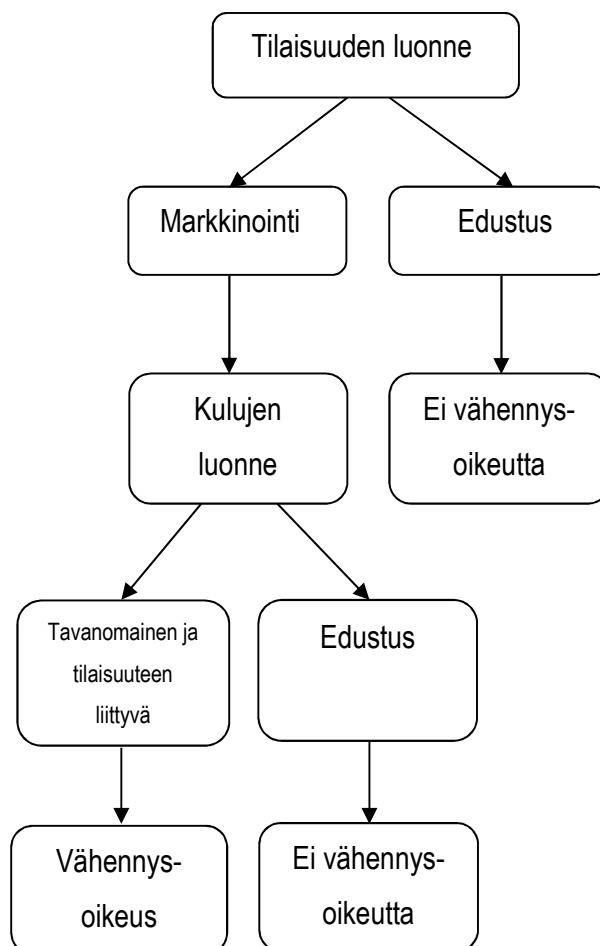 Tilaisuuden luonne
Markkinointi
Edustus
Kulujen
luonne
Ei vähennys-
oikeutta
Tavanomainen ja
tilaisuuteen
liittyvä
Edustus
Vähennys-
oikeus
Ei vähennys-
oikeutta